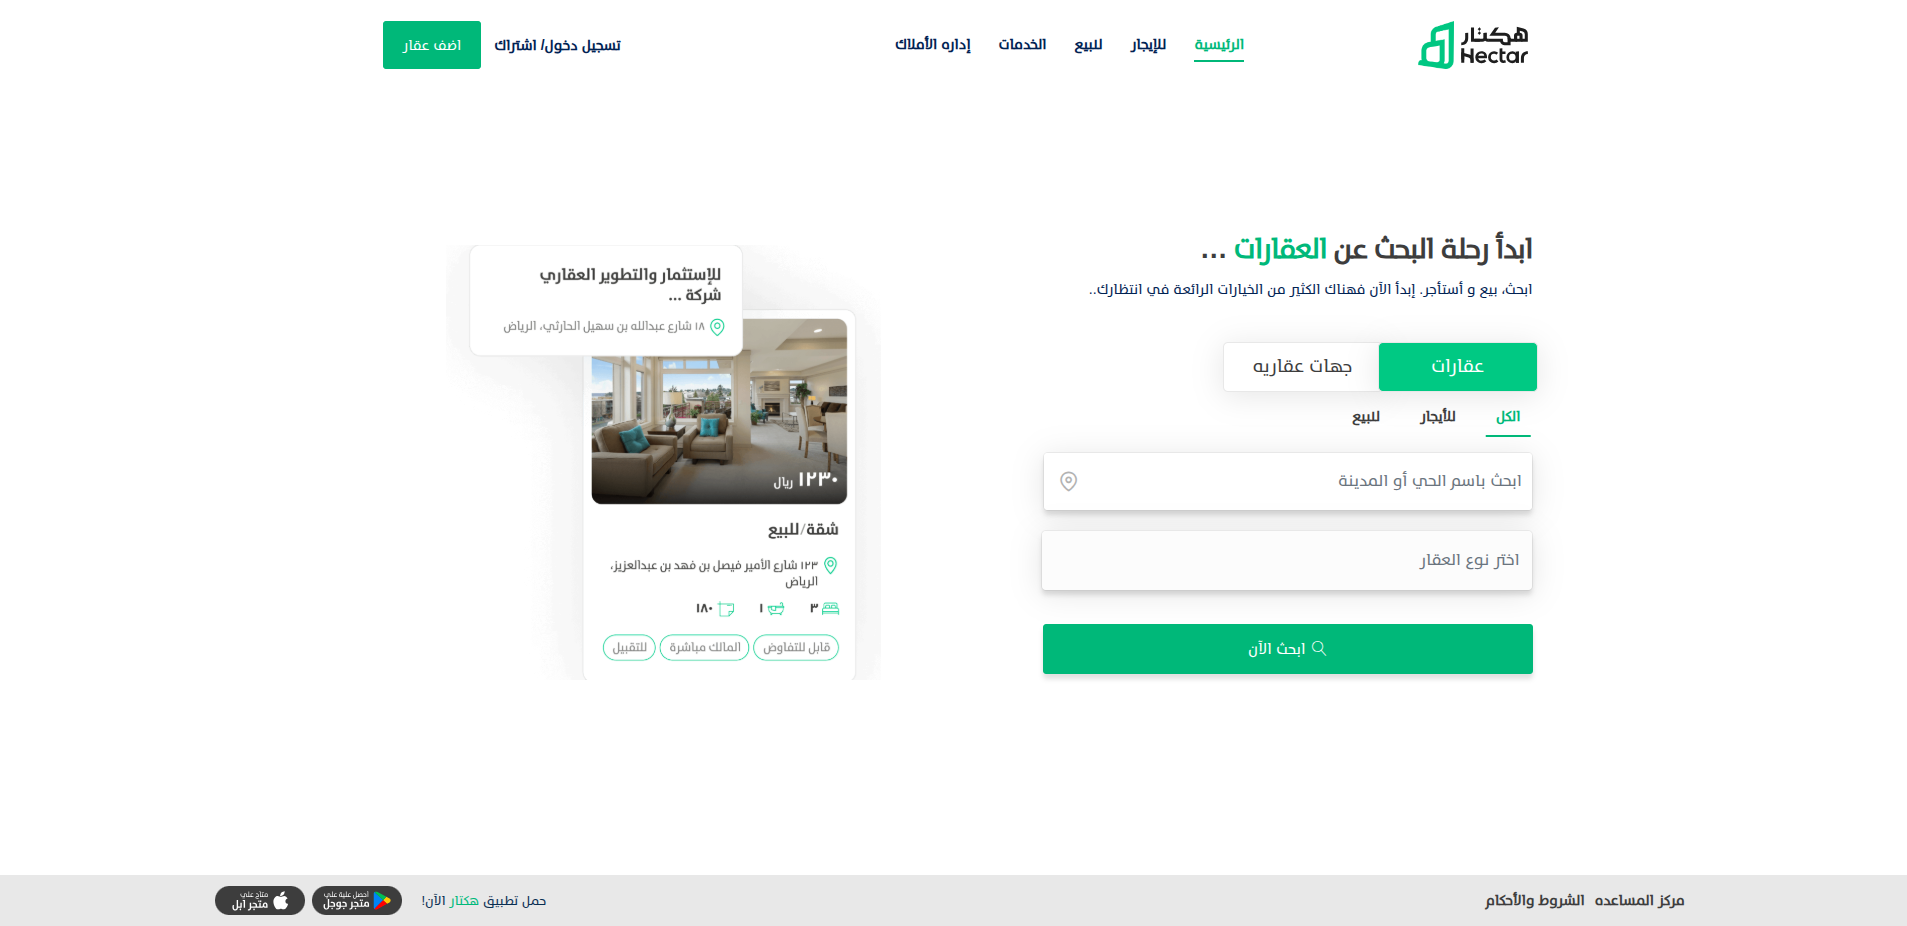 هكتار
Hectar
الرئيسية
للإيجار
للبيع
الخدمات
إداره الأملاك
تسجيل دخول/ اشتراك
اضف عقار
ابدأ رحلة البحث عن العقارات ...
ابحث، بيع و أستأجر. إبدأ الآن فهناك الكثير من الخيارات الرائعة في انتظارك..
عقارات
جهات عقاريه
الكل
للأيجار
للبيع
ابحث باسم الحي أو المدينة
اختر نوع العقار
ابحث الآن
للإستثمار والتطوير العقاري
شركة ...
١٨ شارع عبدالله بن سهيل الحارثي، الرياض
١٢٣٠ ريال
شقة/للبيع
١٢٣ شارع الأمير فيصل بن فهد بن عبدالعزيز،
الرياض
٣
١
١٨٠
قابل للتفاوض
المالك مباشرة
للتقبيل
مركز المساعده
الشروط والأحكام
حمل تطبيق هكتار الآن!
احصل علية علي
متجر جوجل
متاح علي
متجر ابل